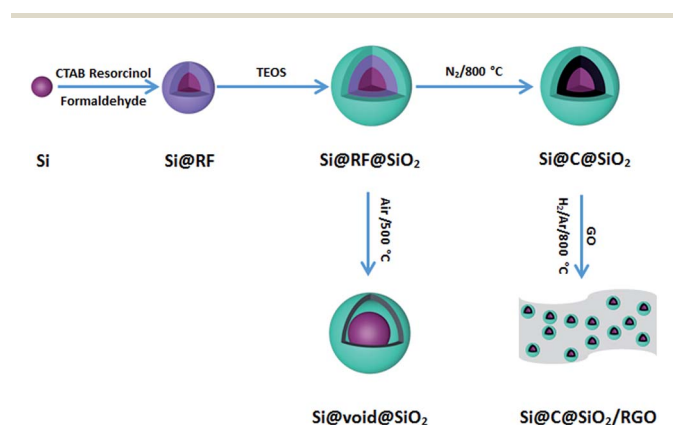 CTAB Resorcinol
Formaldehyde
TEOS
N₂/800 °C
Si
Si@RF
Si@RF@SiO₂
Si@C@SiO₂
Air /500 °C
H₂/Ar/800 °C
GO
Si@void@SiO₂
Si@C@SiO₂/RGO